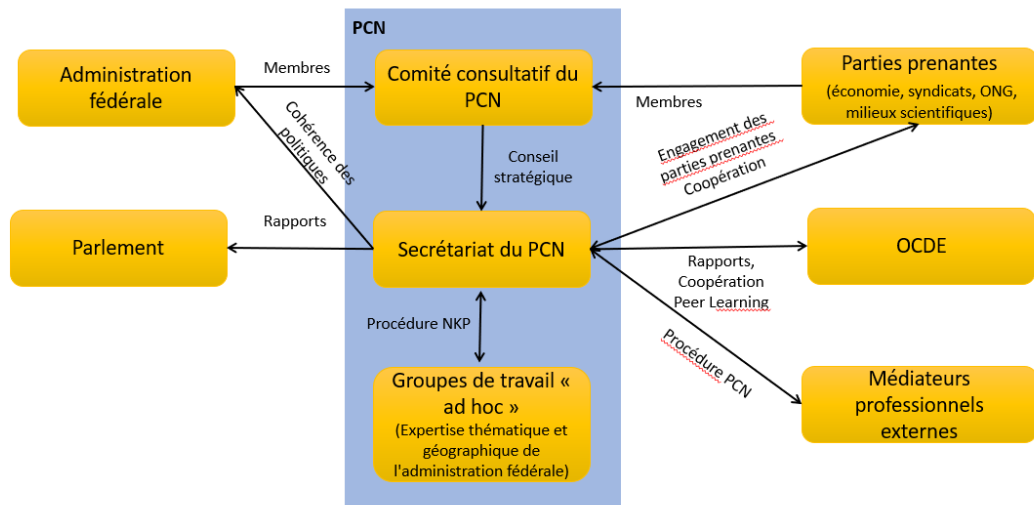 PCN
Administration
fédérale
Membres
Comité consultatif du
PCN
Membres
Parties prenantes
(économie, syndicats, ONG,
milieux scientifiques)
Cohérence des
politiques
Conseil
stratégique
Engagement des
parties prenantes
Coopération
Parlement
Rapports
Secrétariat du PCN
OCDE
Rapports,
Coopération
Peer Learning
Procédure NKP
Procédure PCN
Groupes de travail «
ad hoc »
(Expertise thématique et
géographique de
l'administration fédérale)
Médiateurs
professionnels
externes